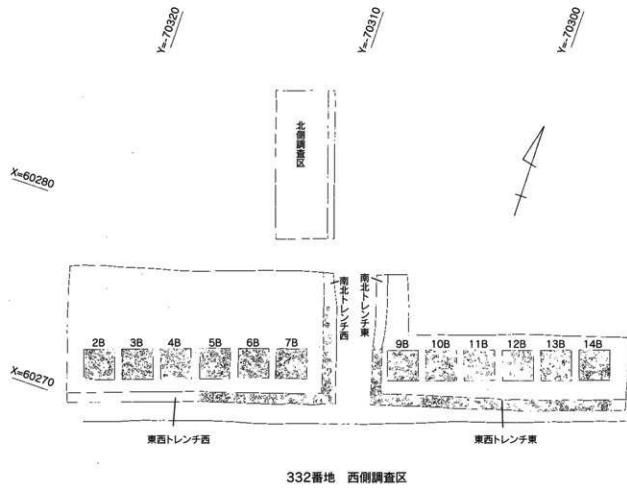 Y=-70320
Y=-70310
Y=-70300
北側調査区
X=60280
南北トレンチ西
南北トレンチ東
2B 3B 4B 5B 6B 7B
9B 10B 11B 12B 13B 14B
X=60270
東西トレンチ西
東西トレンチ東
332番地 西側調査区